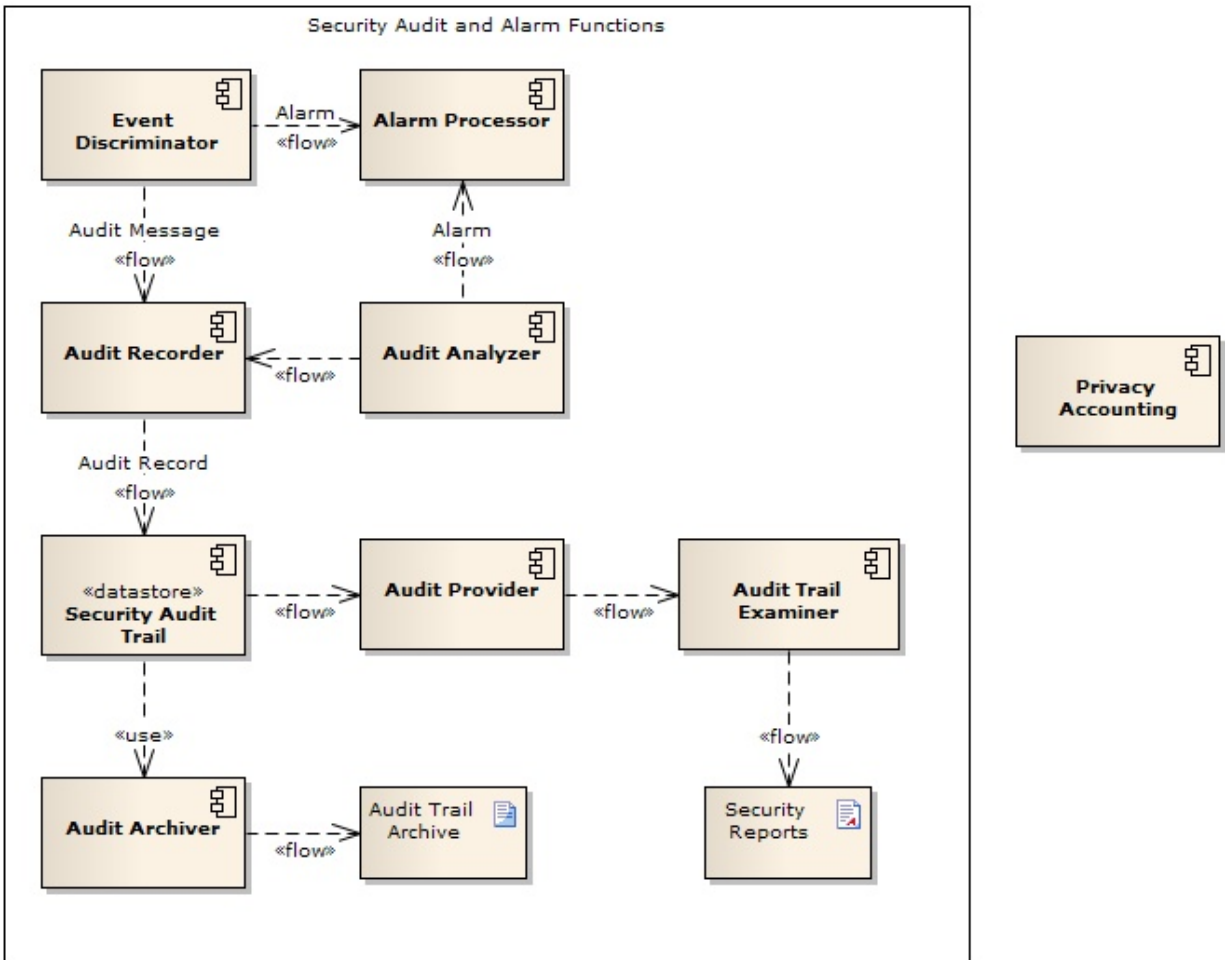 Security Audit and Alarm Functions
Event
Discriminator
Alarm
«flow»
Alarm Processor
Audit Message
«flow»
Alarm
«flow»
Audit Recorder
«flow»
Audit Analyzer
Privacy
Accounting
Audit Record
«flow»
«datastore»
Security Audit
Trail
«flow»
Audit Provider
«flow»
Audit Trail
Examiner
«use»
«flow»
Audit Archiver
«flow»
Audit Trail
Archive
Security
Reports